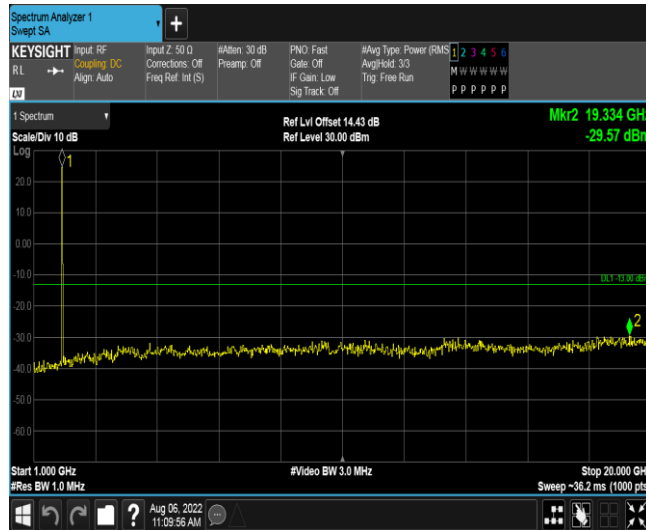 Spectrum Analyzer 1
Swept SA
+
KEYSIGHT
RL
LXI
Input: RF
Coupling: DC
Align: Auto
Input Z: 50 Ω
Corrections: Off
Freq Ref: Int (S)
#Atten: 30 dB
Preamp: Off
PNO: Fast
Gate: Off
IF Gain: Low
Sig Track: Off
#Avg Type: Power (RMS
Avg|Hold: 3/3
Trig: Free Run
1 2 3 4 5 6
M W W W W W
P P P P P P
1 Spectrum
Scale/Div 10 dB
Log
Ref Lvl Offset 14.43 dB
Ref Level 30.00 dBm
Mkr2 19.334 GHz
-29.57 dBm
1
20.0
10.0
0.00
-10.0
DL1 -13.00 dB
-20.0
-30.0
2
-40.0
-50.0
-60.0
Start 1.000 GHz
#Res BW 1.0 MHz
#Video BW 3.0 MHz
Stop 20.000 GHz
Sweep ~36.2 ms (1000 pts
?
Aug 06, 2022
11:09:56 AM